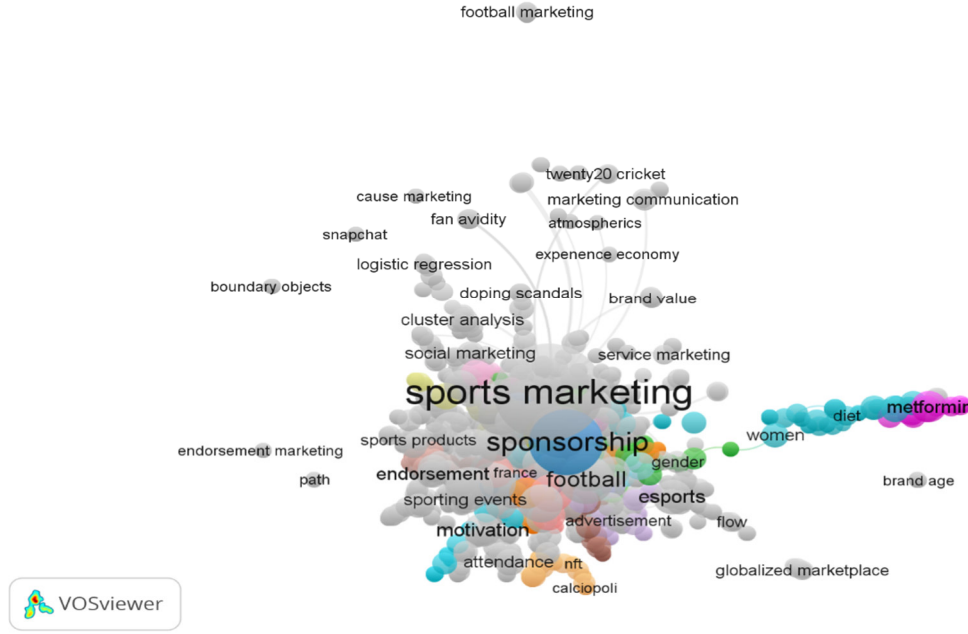 football marketing
twenty20 cricket
cause marketing
marketing communication
fan avidity
atmospherics
snapchat
expenence economy
logistic regression
boundary objects
doping scandals
brand value
cluster analysis
social marketing
service marketing
sports marketing
metformin
diet
women
sports products
sponsorship
endorsement marketing
gender
endorsement
france
football
path
brand age
esports
sporting events
advertisement
flow
motivation
attendance
nft
globalized marketplace
calciopoli
VOSviewer